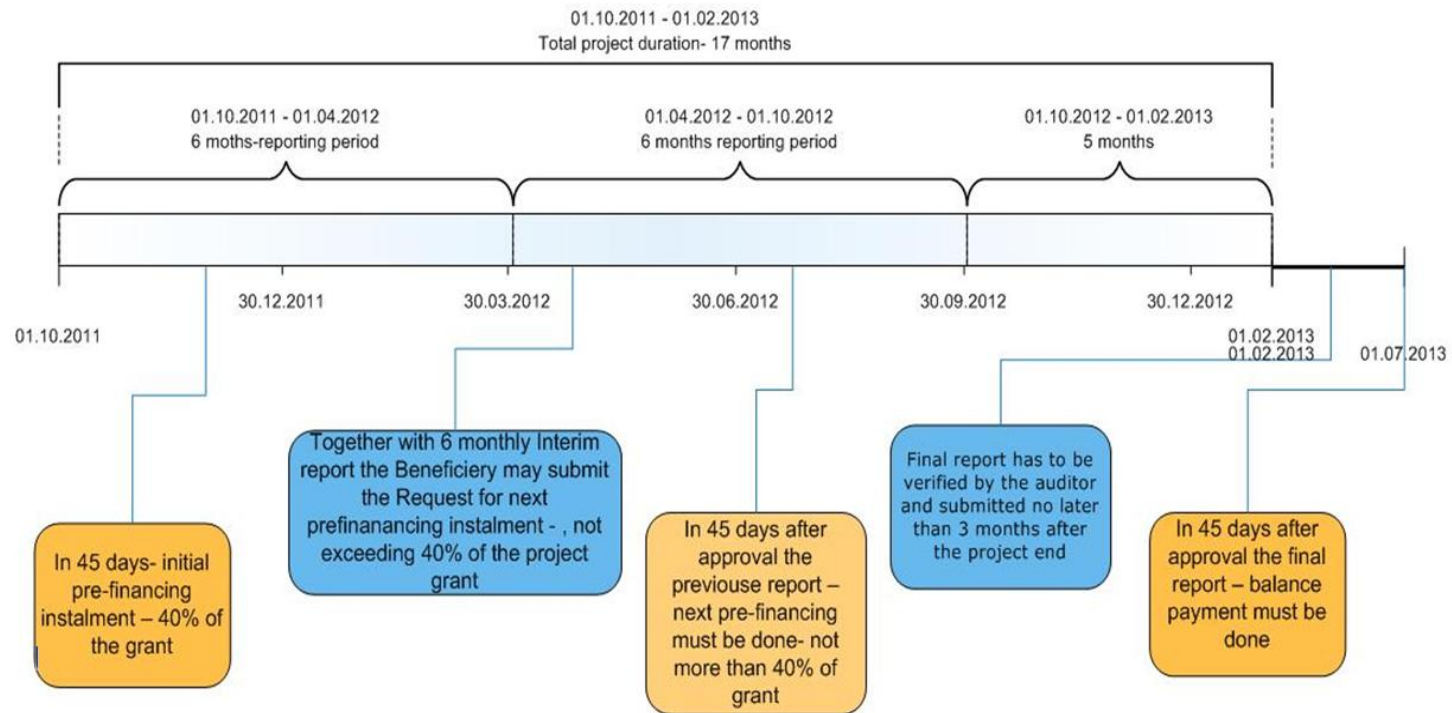 01.10.2011 - 01.02.2013
Total project duration- 17 months
01.10.2011 - 01.04.2012
6 moths-reporting period
01.04.2012 - 01.10.2012
6 months reporting period
01.10.2012 - 01.02.2013
5 months
30.12.2011
30.03.2012
30.06.2012
30.09.2012
30.12.2012
01.10.2011
01.02.2013
01.02.2013
01.07.2013
In 45 days- initial
pre-financing
instalment – 40% of
the grant
Together with 6 monthly Interim
report the Beneficiery may submit
the Request for next
prefinanancing instalment - , not
exceeding 40% of the project
grant
In 45 days after
approval the
previouse report –
next pre-financing
must be done- not
more than 40% of
grant
Final report has to be
verified by the auditor
and submitted no later
than 3 months after
the project end
In 45 days after
approval the final
report – balance
payment must be
done